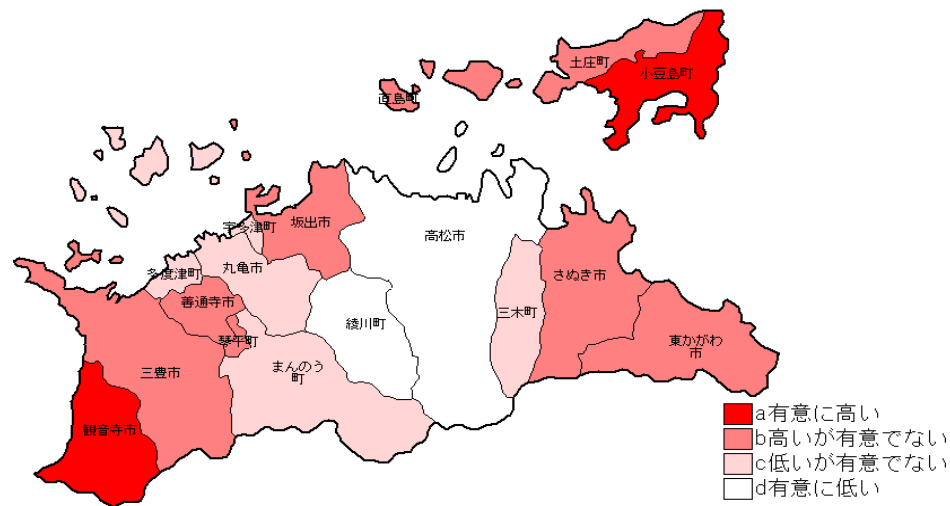 土庄町
小豆島町
直島町
宇多津町
坂出市
高松市
多度津町
丸亀市
さぬき市
善通寺市
三木町
綾川町
琴平町
東かがわ
市
三豊市
まんのう
町
観音寺市
a有意に高い
b高いが有意でない
c低いが有意でない
d有意に低い